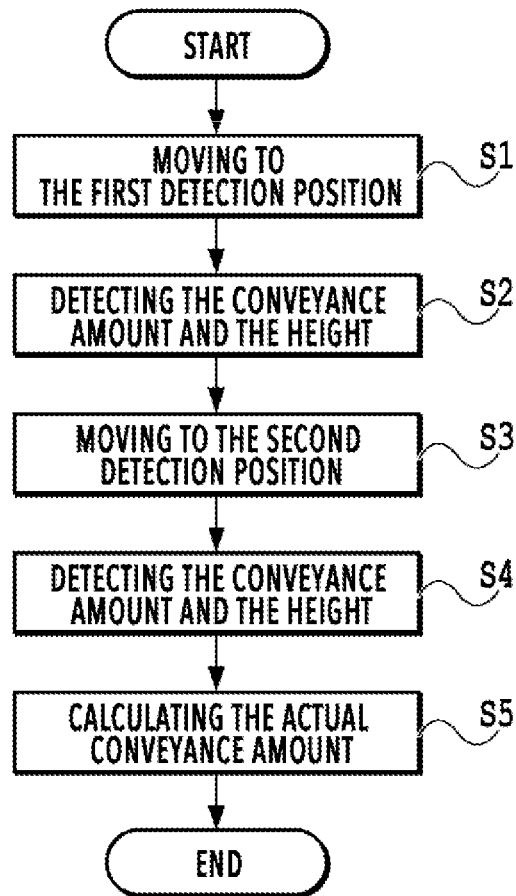 START
MOVING TO
THE FIRST DETECTION POSITION
S1
DETECTING THE CONVEYANCE
AMOUNT AND THE HEIGHT
S2
MOVING TO THE SECOND
DETECTION POSITION
S3
DETECTING THE CONVEYANCE
AMOUNT AND THE HEIGHT
S4
CALCULATING THE ACTUAL
CONVEYANCE AMOUNT
S5
END